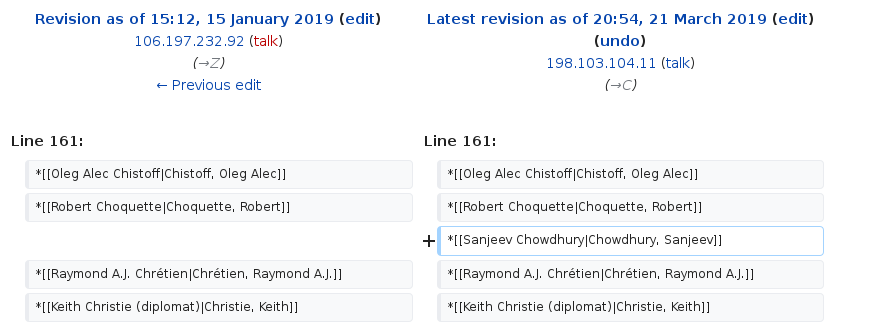 Revision as of 15:12, 15 January 2019 (edit)
106.197.232.92 (talk)
(→Z)
← Previous edit
Latest revision as of 20:54, 21 March 2019 (edit)
(undo)
198.103.104.11 (talk)
(→C)
Line 161:
Line 161:
*[[Oleg Alec Chistoff|Chistoff, Oleg Alec]]
*[[Oleg Alec Chistoff|Chistoff, Oleg Alec]]
*[[Robert Choquette|Choquette, Robert]]
*[[Robert Choquette|Choquette, Robert]]
+ *[[Sanjeev Chowdhury|Chowdhury, Sanjeev]]
*[[Raymond A.J. Chrétien|Chrétien, Raymond A.J.]]
*[[Raymond A.J. Chrétien|Chrétien, Raymond A.J.]]
*[[Keith Christie (diplomat)|Christie, Keith]]
*[[Keith Christie (diplomat)|Christie, Keith]]